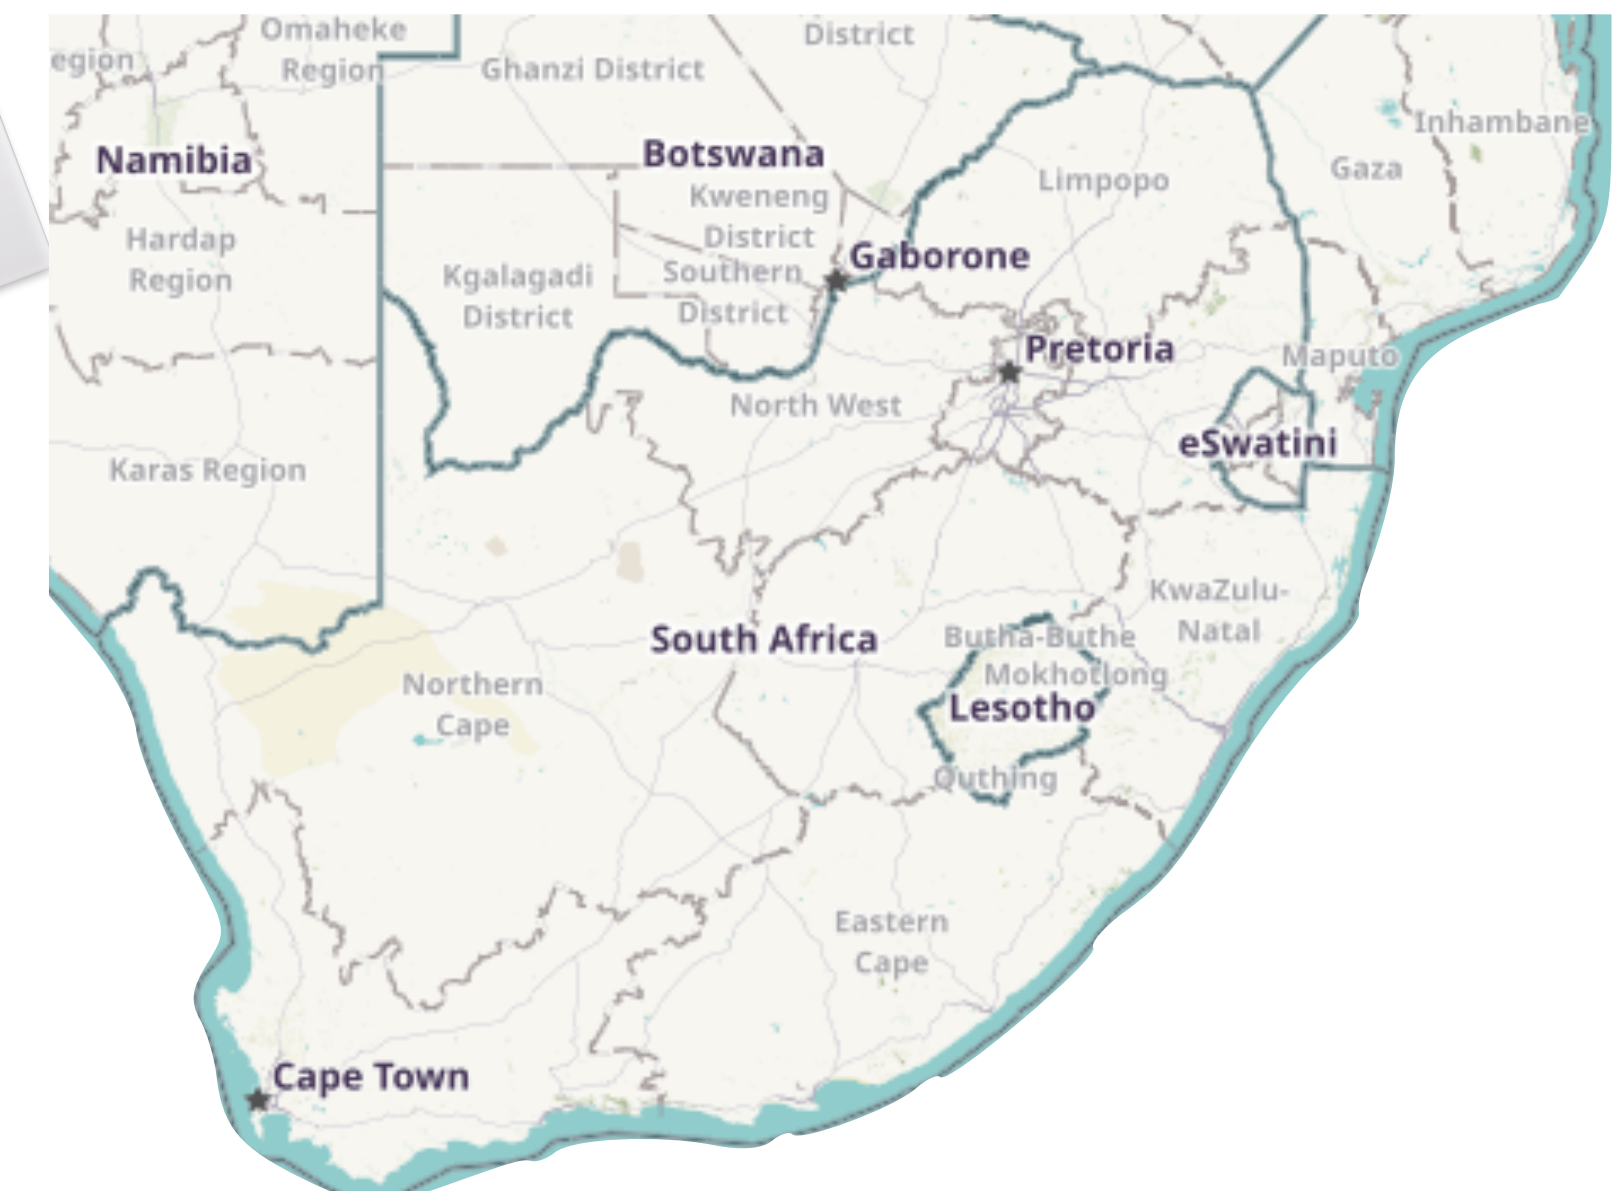 Omaheke
Region
egion
Ghanzi District
District
Inhambane
Namibia
Botswana
Gaza
Limpopo
Kweneng
District
Hardap
Region
Gaborone
Kgalagadi
District
Southern
District
Pretoria
Maputo
North West
eSwatini
Karas Region
KwaZulu-
Natal
South Africa
Butha-Buthe
Mokhotlong
Northern
Cape
Lesotho
Quthing
Eastern
Cape
Cape Town